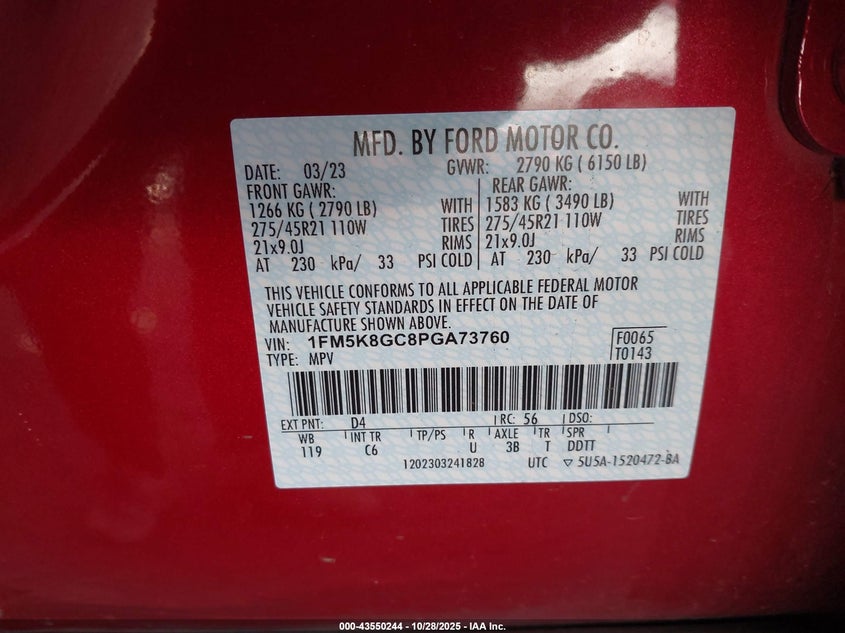 MFD. BY FORD MOTOR CO.
DATE: 03/23 GVWR: 2790 KG ( 6150 LB)
FRONT GAWR: REAR GAWR:
1266 KG ( 2790 LB) WITH 1583 KG ( 3490 LB) WITH
275/45R21 110W TIRES 275/45R21 110W TIRES
21x9.0J RIMS 21x9.0J RIMS
AT 230 kPa/ 33 PSI COLD AT 230 kPa/ 33 PSI COLD
THIS VEHICLE CONFORMS TO ALL APPLICABLE FEDERAL MOTOR
VEHICLE SAFETY STANDARDS IN EFFECT ON THE DATE OF
MANUFACTURE SHOWN ABOVE.
VIN: 1FM5K8GC8PGA73760 F0065
TYPE: MPV T0143
EXT PNT: D4 RC: 56 DSO:
WB INT TR TP/PS R AXLE TR SPR
119 C6 U 3B T DDTT
1202303241828 UTC ▽ 5U5A-1520472-BA
000-43550244 | 10/28/2025 - IAA Inc.